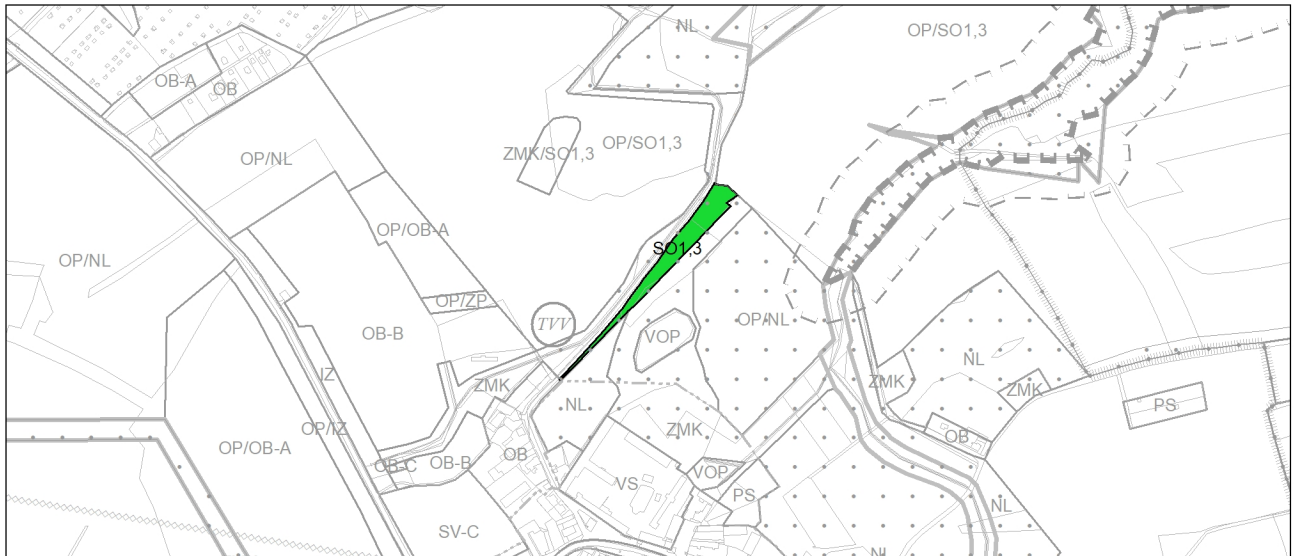 NL
OP/SO1,3
OB-A
OB
OP/NL
ZMK/SO1,3
OP/SO1,3
OP/OB-A
OP/NL
SO1,3
OP/ZP
TVV
OB-B
VOP
OP/NL
IZ
ZMK
NL
ZMK
ZMK
PS
OP/IZ
NL
ZMK
OB
OP/OB-A
OB-C
OB-B
OB
VOP
VS
PS
NL
SV-C
NL